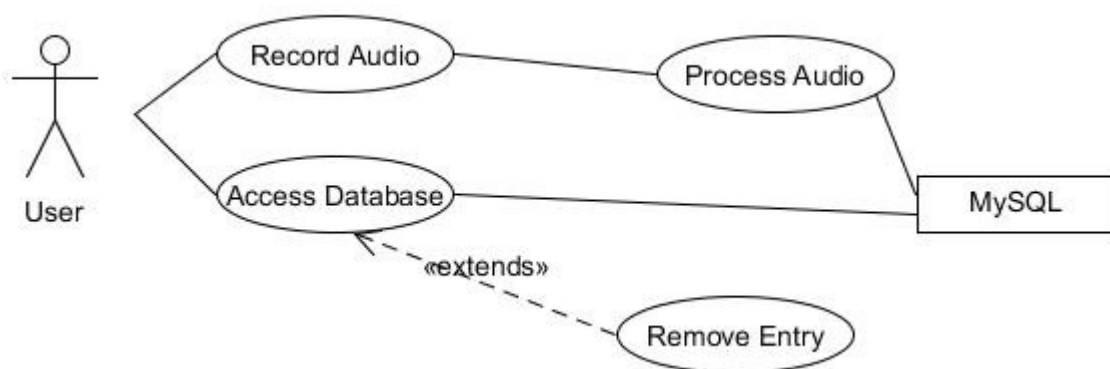 Record Audio
Process Audio
User
Access Database
MySQL
«extends»
Remove Entry